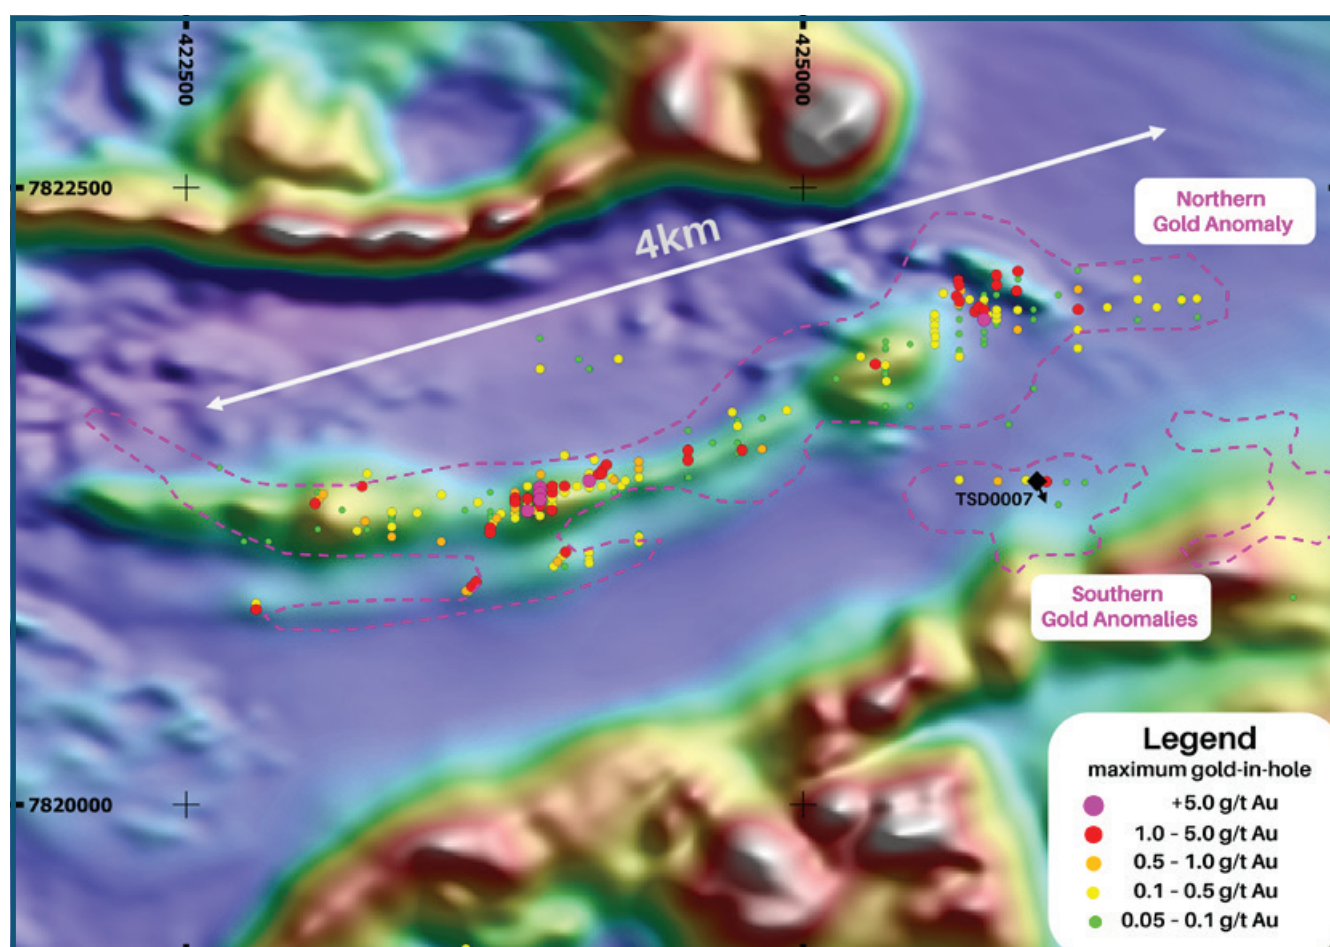 422500
425000
7822500
4km
Northern
Gold Anomaly
TSD0007
Southern
Gold Anomalies
7820000
Legend
maximum gold-in-hole
+5.0 g/t Au
1.0 - 5.0 g/t Au
0.5 - 1.0 g/t Au
0.1 - 0.5 g/t Au
0.05 - 0.1 g/t Au